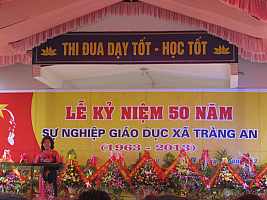 THI ĐUA DẠY TỐT - HỌC TỐT
LỄ KỶ NIỆM 50 NĂM
SỰ NGHIỆP GIÁO DỤC XÃ TRÀNG AN
(1963 - 2013)